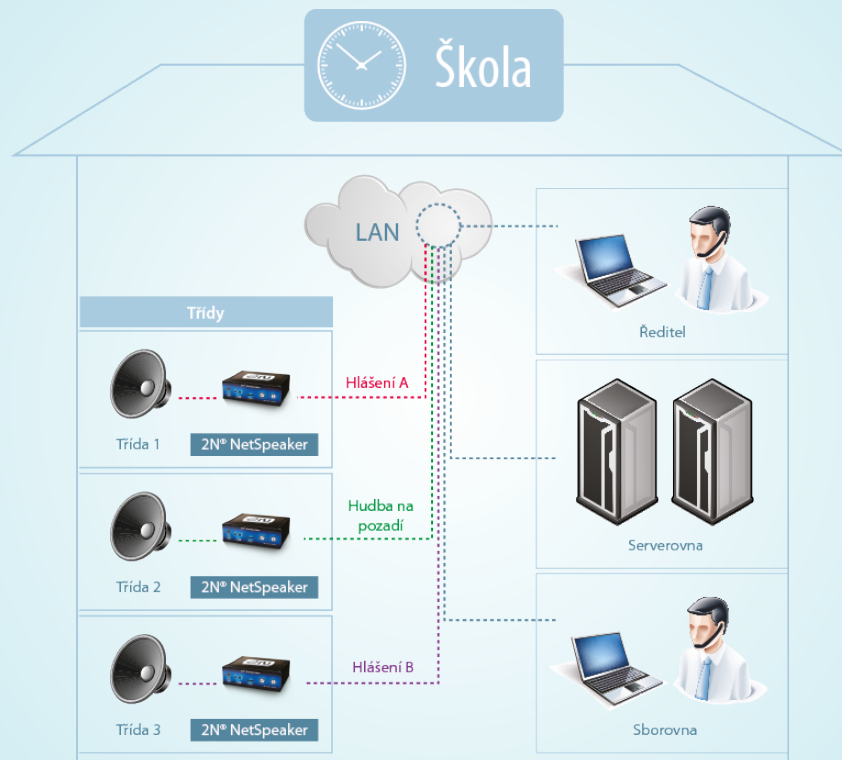 Škola
LAN
Třídy
Ředitel
Hlášení A
Třída 1
2N® NetSpeaker
Hudba na
pozadí
Serverovna
Třída 2
2N® NetSpeaker
Hlášení B
Třída 3
2N® NetSpeaker
Sborovna